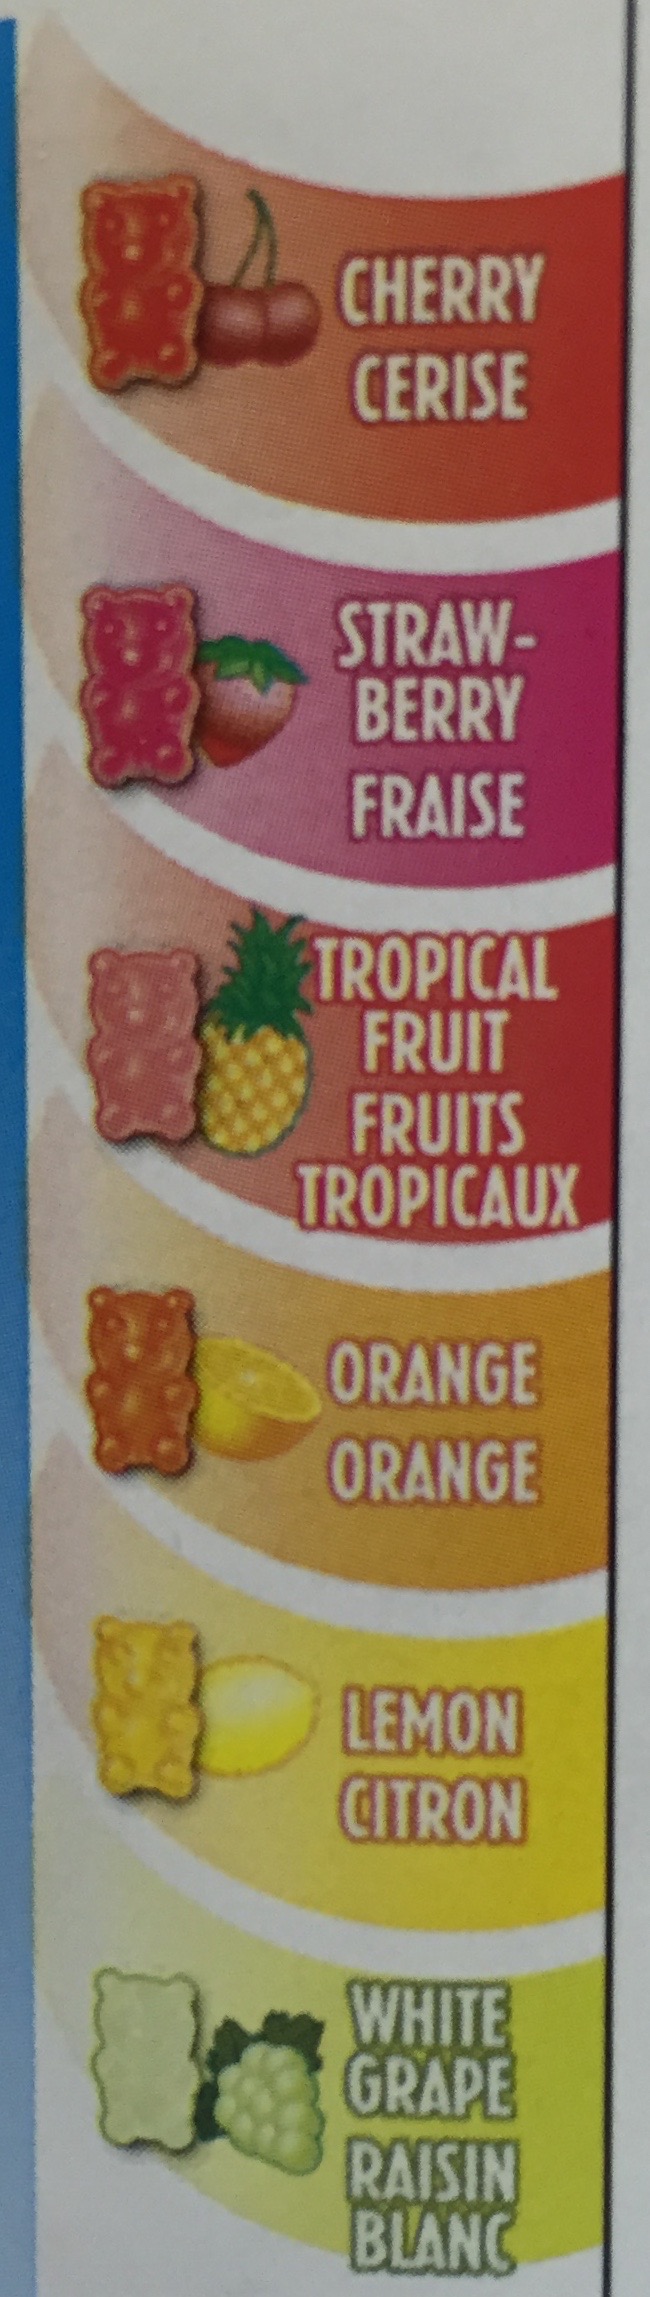 CHERRY
CERISE
STRAW-
BERRY
FRAISE
TROPICAL
FRUIT
FRUITS
TROPICAUX
ORANGE
ORANGE
LEMON
CITRON
WHITE
GRAPE
RAISIN
BLANC